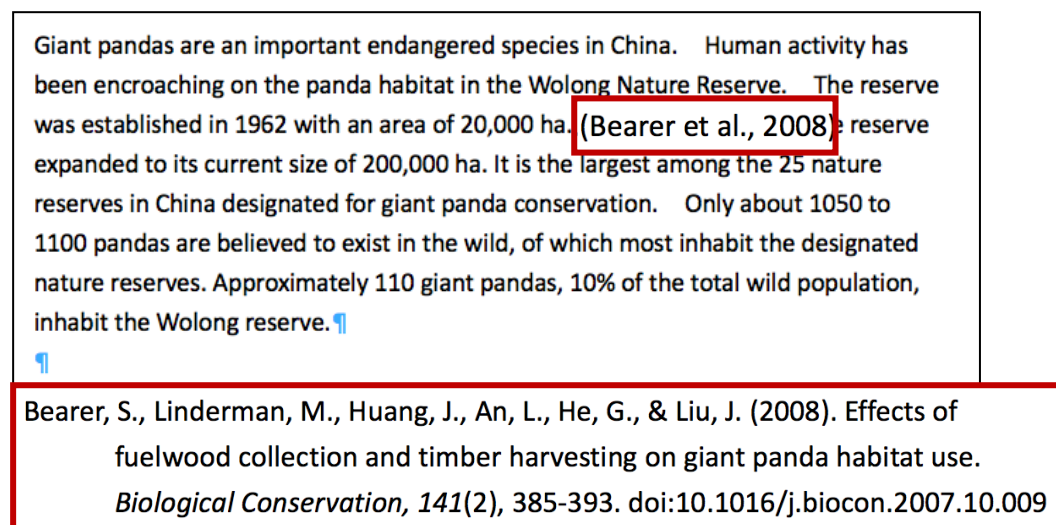 Giant pandas are an important endangered species in China. Human activity has
been encroaching on the panda habitat in the Wolong Nature Reserve. The reserve
was established in 1962 with an area of 20,000 ha. (Bearer et al., 2008) reserve
expanded to its current size of 200,000 ha. It is the largest among the 25 nature
reserves in China designated for giant panda conservation. Only about 1050 to
1100 pandas are believed to exist in the wild, of which most inhabit the designated
nature reserves. Approximately 110 giant pandas, 10% of the total wild population,
inhabit the Wolong reserve.¶
¶
Bearer, S., Linderman, M., Huang, J., An, L., He, G., & Liu, J. (2008). Effects of
fuelwood collection and timber harvesting on giant panda habitat use.
Biological Conservation, 141(2), 385-393. doi:10.1016/j.biocon.2007.10.009